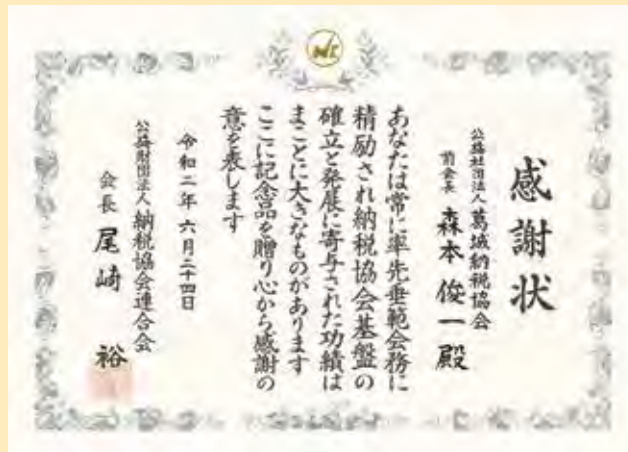 感謝状
公益社団法人 葛城納税協会
前会長 森本俊一殿
あなたは常に率先垂範会務に
精励され納税協会基盤の
確立と発展に寄与された功績は
まことに大きなものがあります
ここに記念品を贈り心から感謝の
意を表します
令和二年六月二十四日
公益財団法人 納税協会連合会
会長 尾崎 裕